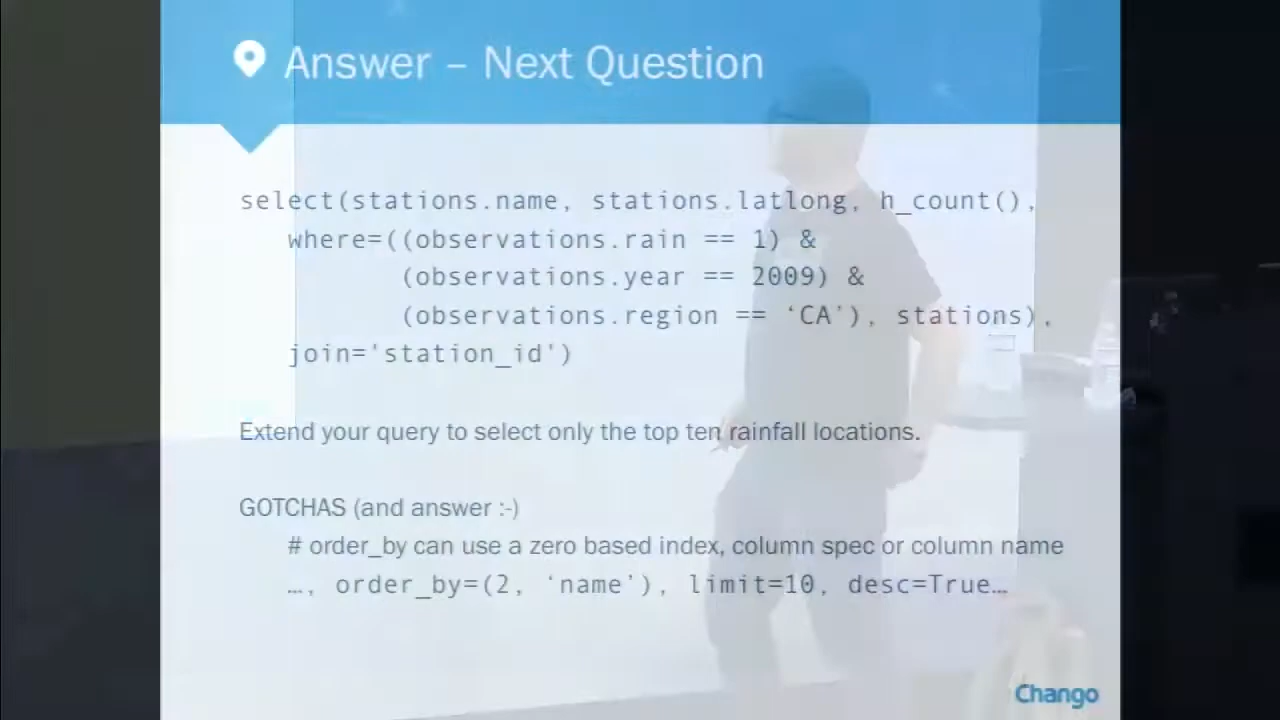 Answer – Next Question
select(stations.name, stations.latlong, h_count(),
where=((observations.rain == 1) &
(observations.year == 2009) &
(observations.region == ‘CA’), stations),
join='station_id')
Extend your query to select only the top ten rainfall locations.
GOTCHAS (and answer :-)
# order_by can use a zero based index, column spec or column name
…, order_by=(2, ‘name’), limit=10, desc=True…
Chango